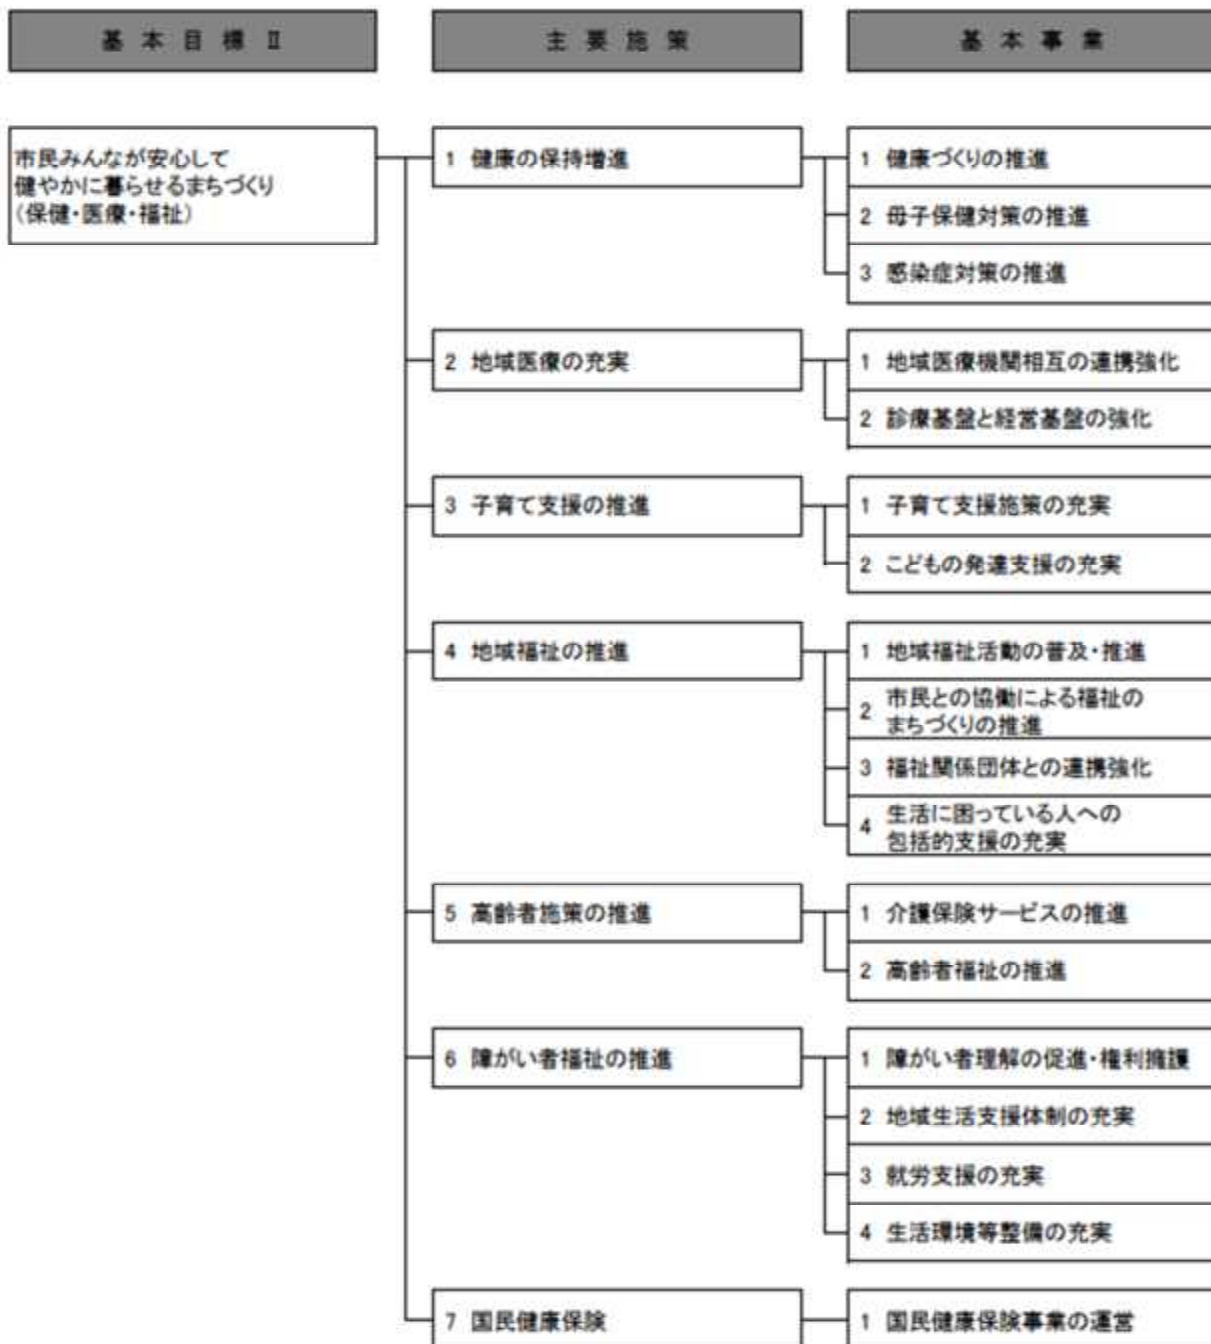 基本目標Ⅱ
主要施策
基本事業
市民みんなが安心して
健やかに暮らせるまちづくり
(保健・医療・福祉)
1 健康の保持増進
1 健康づくりの推進
2 母子保健対策の推進
3 感染症対策の推進
2 地域医療の充実
1 地域医療機関相互の連携強化
2 診療基盤と経営基盤の強化
3 子育て支援の推進
1 子育て支援施策の充実
2 こどもの発達支援の充実
4 地域福祉の推進
1 地域福祉活動の普及・推進
2 市民との協働による福祉の
まちづくりの推進
3 福祉関係団体との連携強化
4 生活に困っている人への
包括的支援の充実
5 高齢者施策の推進
1 介護保険サービスの推進
2 高齢者福祉の推進
6 障がい者福祉の推進
1 障がい者理解の促進・権利擁護
2 地域生活支援体制の充実
3 就労支援の充実
4 生活環境等整備の充実
7 国民健康保険
1 国民健康保険事業の運営